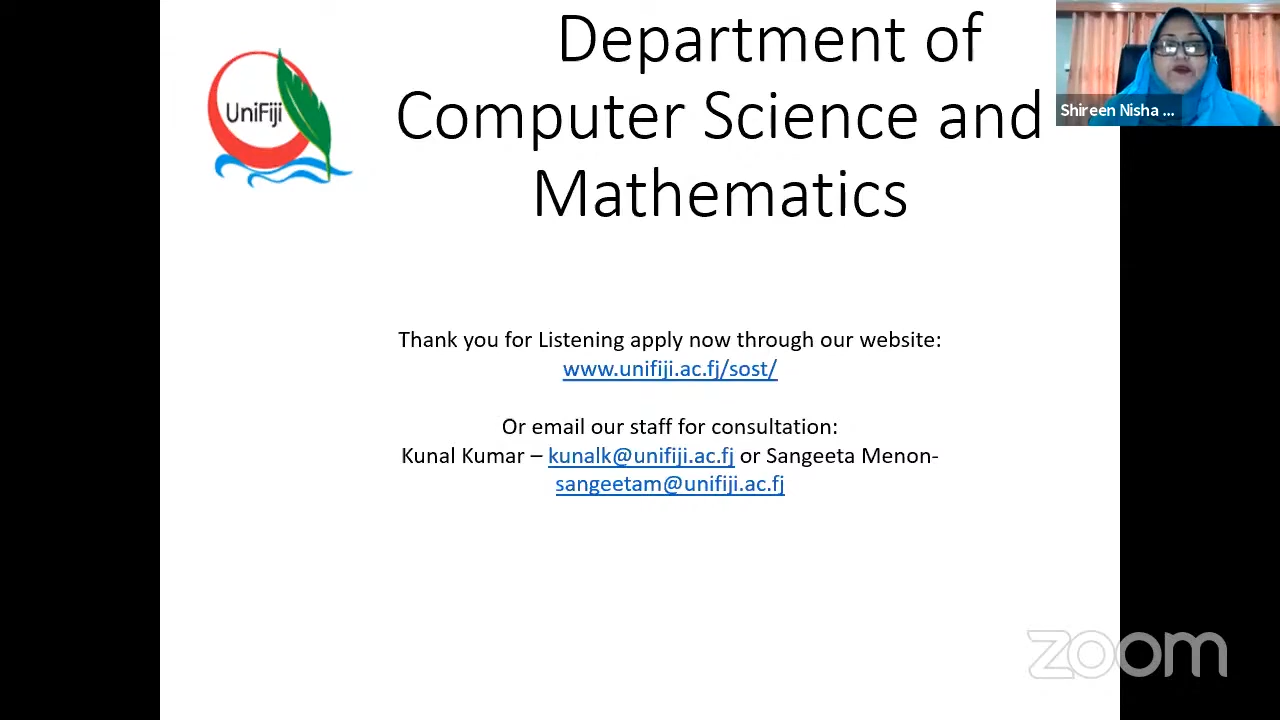 Department of
Computer Science and
Mathematics
UniFiji
Shireen Nisha ...
Thank you for Listening apply now through our website:
www.unifiji.ac.fj/sost/
Or email our staff for consultation:
Kunal Kumar – kunalk@unifiji.ac.fj or Sangeeta Menon-
sangeetam@unifiji.ac.fj
zoom